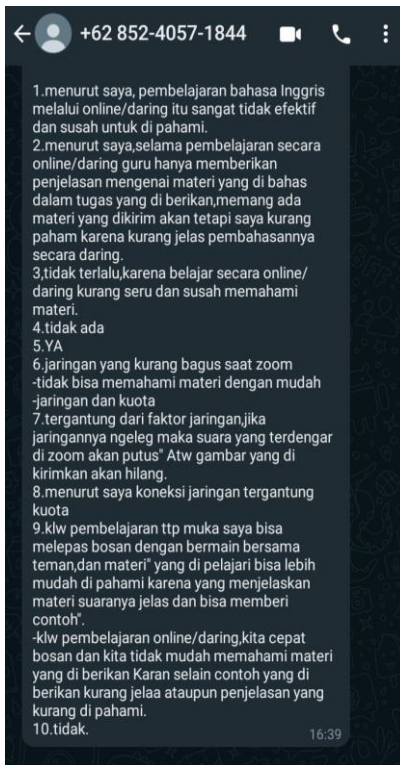 +62 852-4057-1844
1.menurut saya, pembelajaran bahasa Inggris
melalui online/daring itu sangat tidak efektif
dan susah untuk di pahami.
2.menurut saya,selama pembelajaran secara
online/daring guru hanya memberikan
penjelasan mengenai materi yang di bahas
dalam tugas yang di berikan,memang ada
materi yang dikirim akan tetapi saya kurang
paham karena kurang jelas pembahasannya
secara daring.
3,tidak terlalu,karena belajar secara online/
daring kurang seru dan susah memahami
materi.
4.tidak ada
5.YA
6.jaringan yang kurang bagus saat zoom
-tidak bisa memahami materi dengan mudah
-jaringan dan kuota
7.tergantung dari faktor jaringan,jika
jaringannya ngeleg maka suara yang terdengar
di zoom akan putus" Atw gambar yang di
kirimkan akan hilang.
8.menurut saya koneksi jaringan tergantung
kuota
9.klw pembelajaran ttp muka saya bisa
melepas bosan dengan bermain bersama
teman,dan materi" yang di pelajari bisa lebih
mudah di pahami karena yang menjelaskan
materi suaranya jelas dan bisa memberi
contoh".
-klw pembelajaran online/daring,kita cepat
bosan dan kita tidak mudah memahami materi
yang di berikan Karan selain contoh yang di
berikan kurang jelaa ataupun penjelasan yang
kurang di pahami.
10.tidak.
16:39